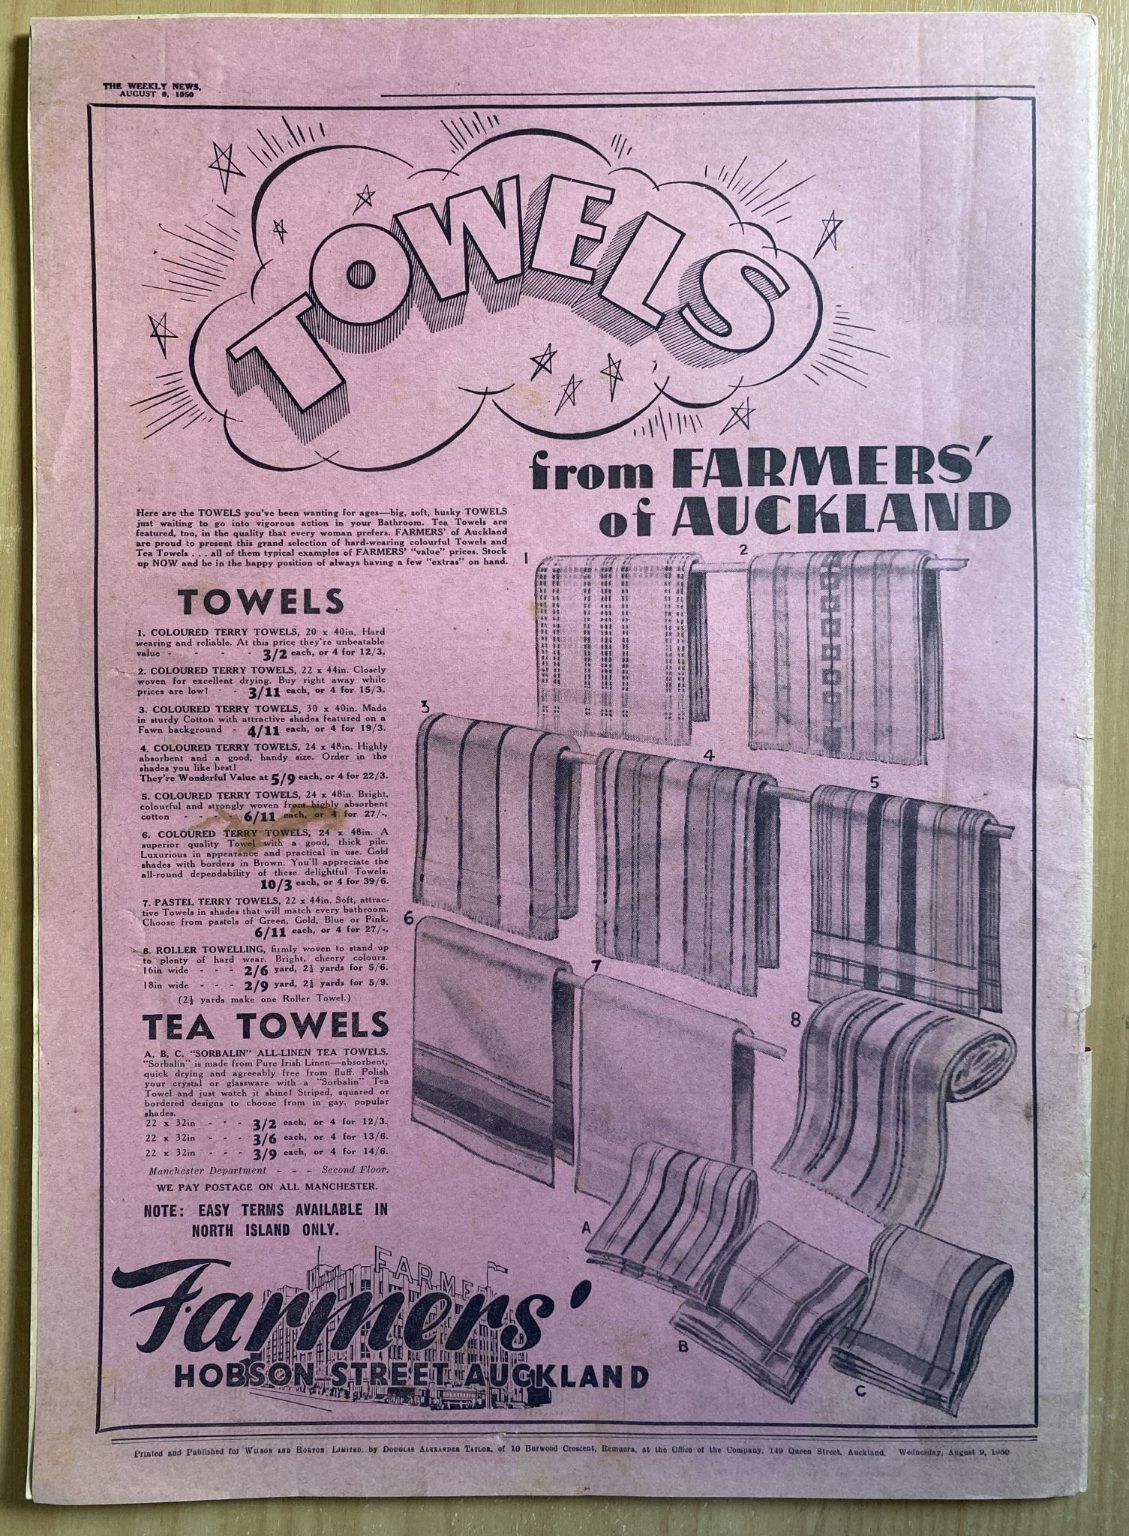 THE WEEKLY NEWS,
AUGUST 9, 1950
TOWELS
from FARMERS'
of AUCKLAND
Here are the TOWELS you've been wanting for ages—big, soft, husky TOWELS
just waiting to go into vigorous action in your Bathroom. Tea Towels are
featured, too, in the quality that every woman prefers. FARMERS' of Auckland
are proud to present this grand selection of hard-wearing colourful Towels and
Tea Towels . . . all of them typical examples of FARMERS' "value" prices. Stock
up NOW and be in the happy position of always having a few "extras" on hand.
TOWELS
1. COLOURED TERRY TOWELS, 20 x 40in. Hard
wearing and reliable. At this price they're unbeatable
value - - - - 3/2 each, or 4 for 12/3.
2. COLOURED TERRY TOWELS, 22 x 44in. Closely
woven for excellent drying. Buy right away while
prices are low! - - 3/11 each, or 4 for 15/3.
3. COLOURED TERRY TOWELS, 30 x 40in. Made
in sturdy Cotton with attractive shades featured on a
Fawn background - 4/11 each, or 4 for 19/3.
4. COLOURED TERRY TOWELS, 24 x 48in. Highly
absorbent and a good, handy size. Order in the
shades you like best!
They're Wonderful Value at 5/9 each, or 4 for 22/3.
5. COLOURED TERRY TOWELS, 24 x 48in. Bright,
colourful and strongly woven from highly absorbent
cotton - - - 6/11 each, or 4 for 27/-.
6. COLOURED TERRY TOWELS, 24 x 48in. A
superior quality Towel with a good, thick pile.
Luxurious in appearance and practical in use. Gold
shades with borders in Brown. You'll appreciate the
all-round dependability of these delightful Towels.
10/3 each, or 4 for 39/6.
7. PASTEL TERRY TOWELS, 22 x 44in. Soft, attrac-
tive Towels in shades that will match every bathroom.
Choose from pastels of Green, Gold, Blue or Pink.
6/11 each, or 4 for 27/-.
8. ROLLER TOWELLING, firmly woven to stand up
to plenty of hard wear. Bright, cheery colours.
16in wide - - - 2/6 yard, 2½ yards for 5/6.
18in wide - - - 2/9 yard, 2½ yards for 5/9.
(2½ yards make one Roller Towel.)
TEA TOWELS
A, B, C. "SORBALIN" ALL-LINEN TEA TOWELS.
"Sorbalin" is made from Pure Irish Linen—absorbent,
quick drying and agreeably free from fluff. Polish
your crystal or glassware with a "Sorbalin" Tea
Towel and just watch it shine! Striped, squared or
bordered designs to choose from in gay, popular
shades.
22 x 32in - - - 3/2 each, or 4 for 12/3.
22 x 32in - - - 3/6 each, or 4 for 13/6.
22 x 32in - - - 3/9 each, or 4 for 14/6.
Manchester Department - - - Second Floor.
WE PAY POSTAGE ON ALL MANCHESTER.
NOTE: EASY TERMS AVAILABLE IN
NORTH ISLAND ONLY.
1
2
3
4
5
6
7
8
A
B
C
FARME
Farmers'
HOBSON STREET AUCKLAND
Printed and Published for WILSON AND HORTON LIMITED, by DOUGLAS ALEXANDER TAYLOR, of 10 Burwood Crescent, Remuera, at the Office of the Company, 149 Queen Street, Auckland. Wednesday, August 9, 1950